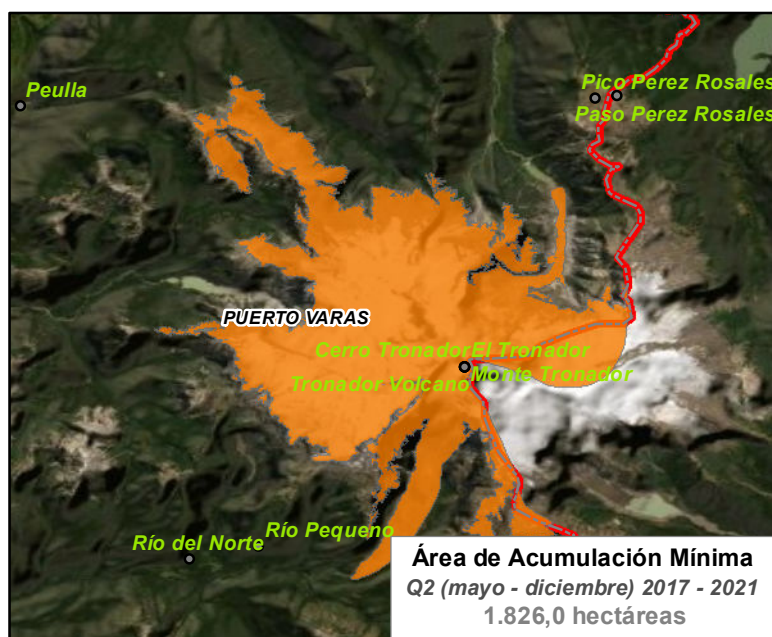 Pico Perez Rosales
Peulla
Paso Perez Rosales
PUERTO VARAS
Cerro Tronador El Tronador
Tronador Volcano Monte Tronador
Río Pequeno
Río del Norte
Área de Acumulación Mínima
Q2 (mayo - diciembre) 2017 - 2021
1.826,0 hectáreas